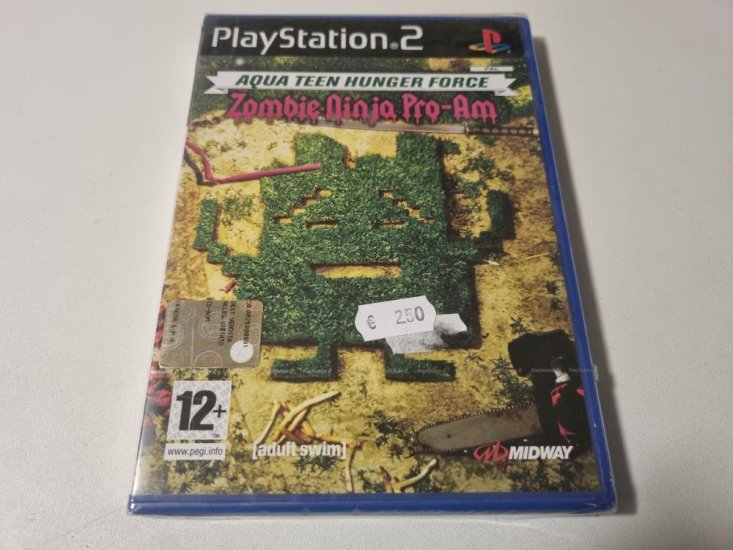 PlayStation®2
PAL
AQUA TEEN HUNGER FORCE
Zombie Ninja Pro-Am
€ 250
12+
www.pegi.info
[adult swim]
MIDWAY